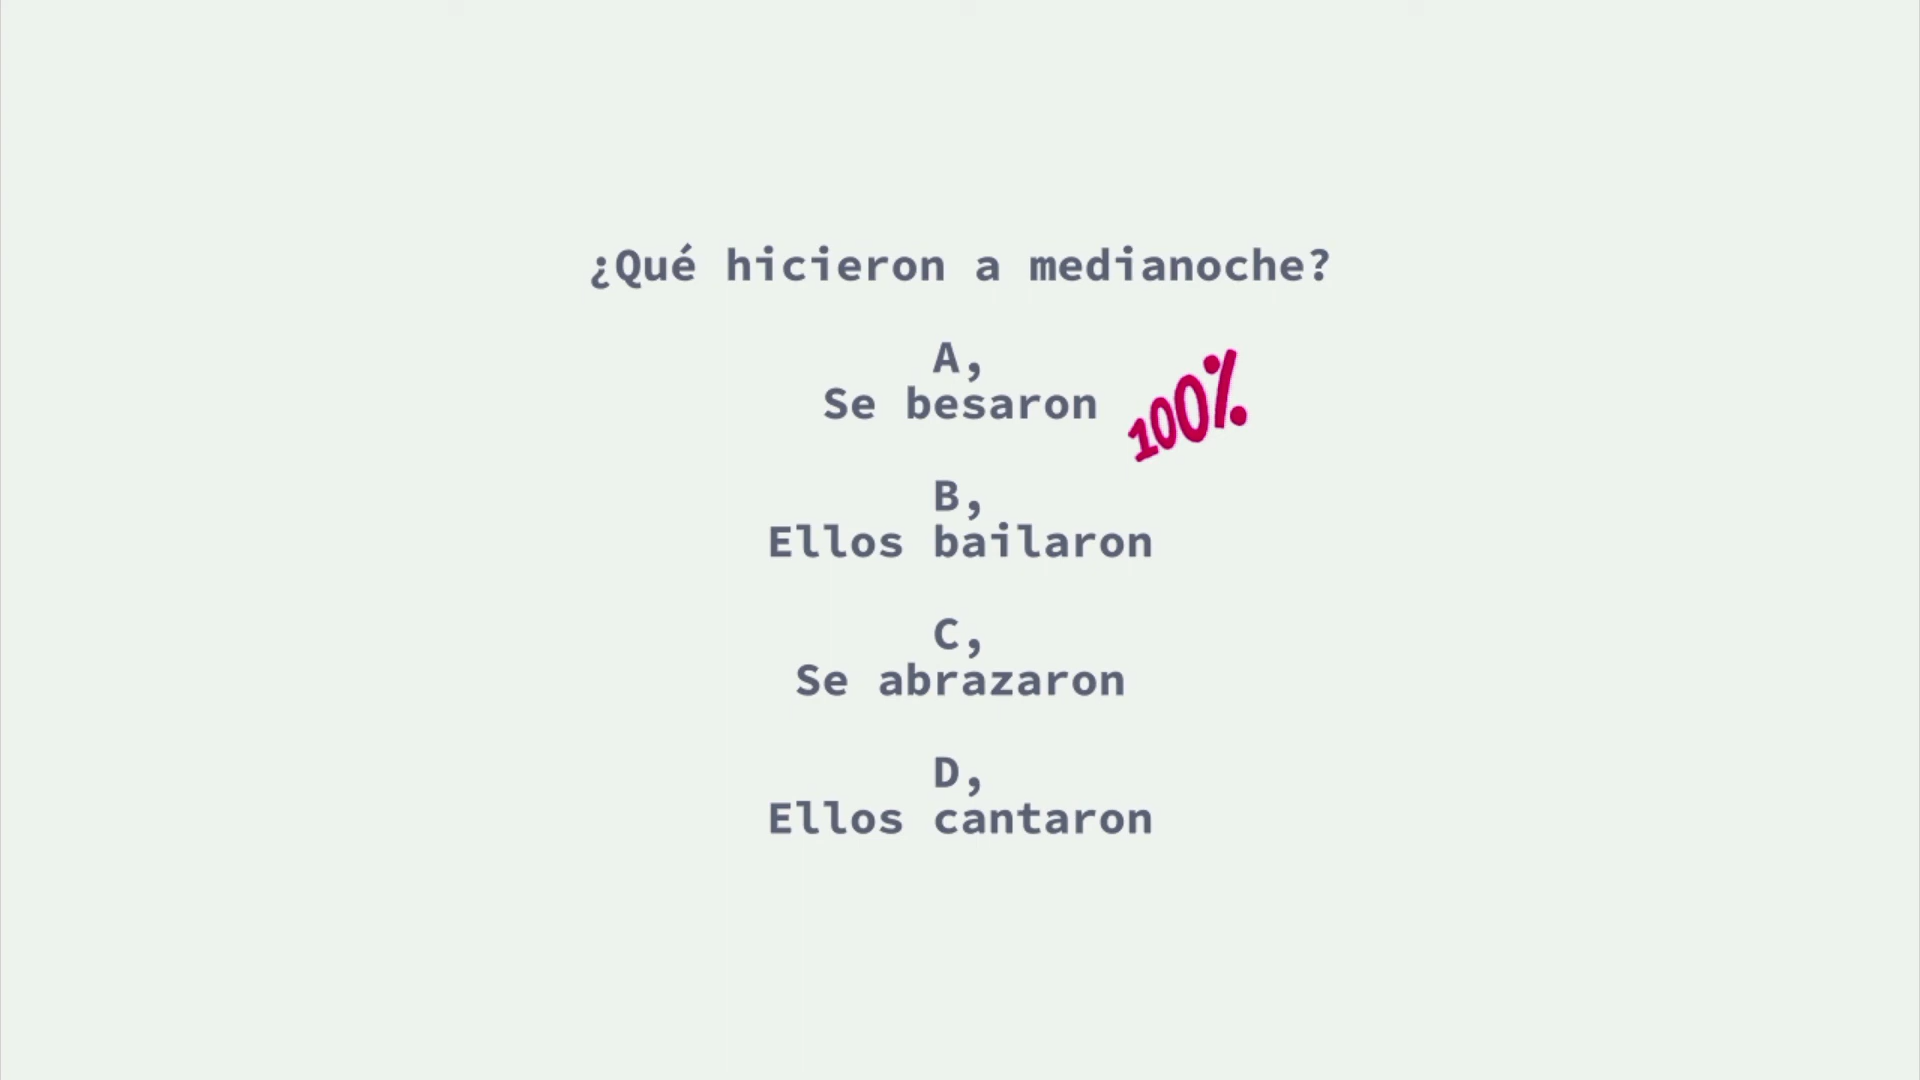 ¿Qué hicieron a medianoche?
A,
Se besaron
100%
B,
Ellos bailaron
C,
Se abrazaron
D,
Ellos cantaron